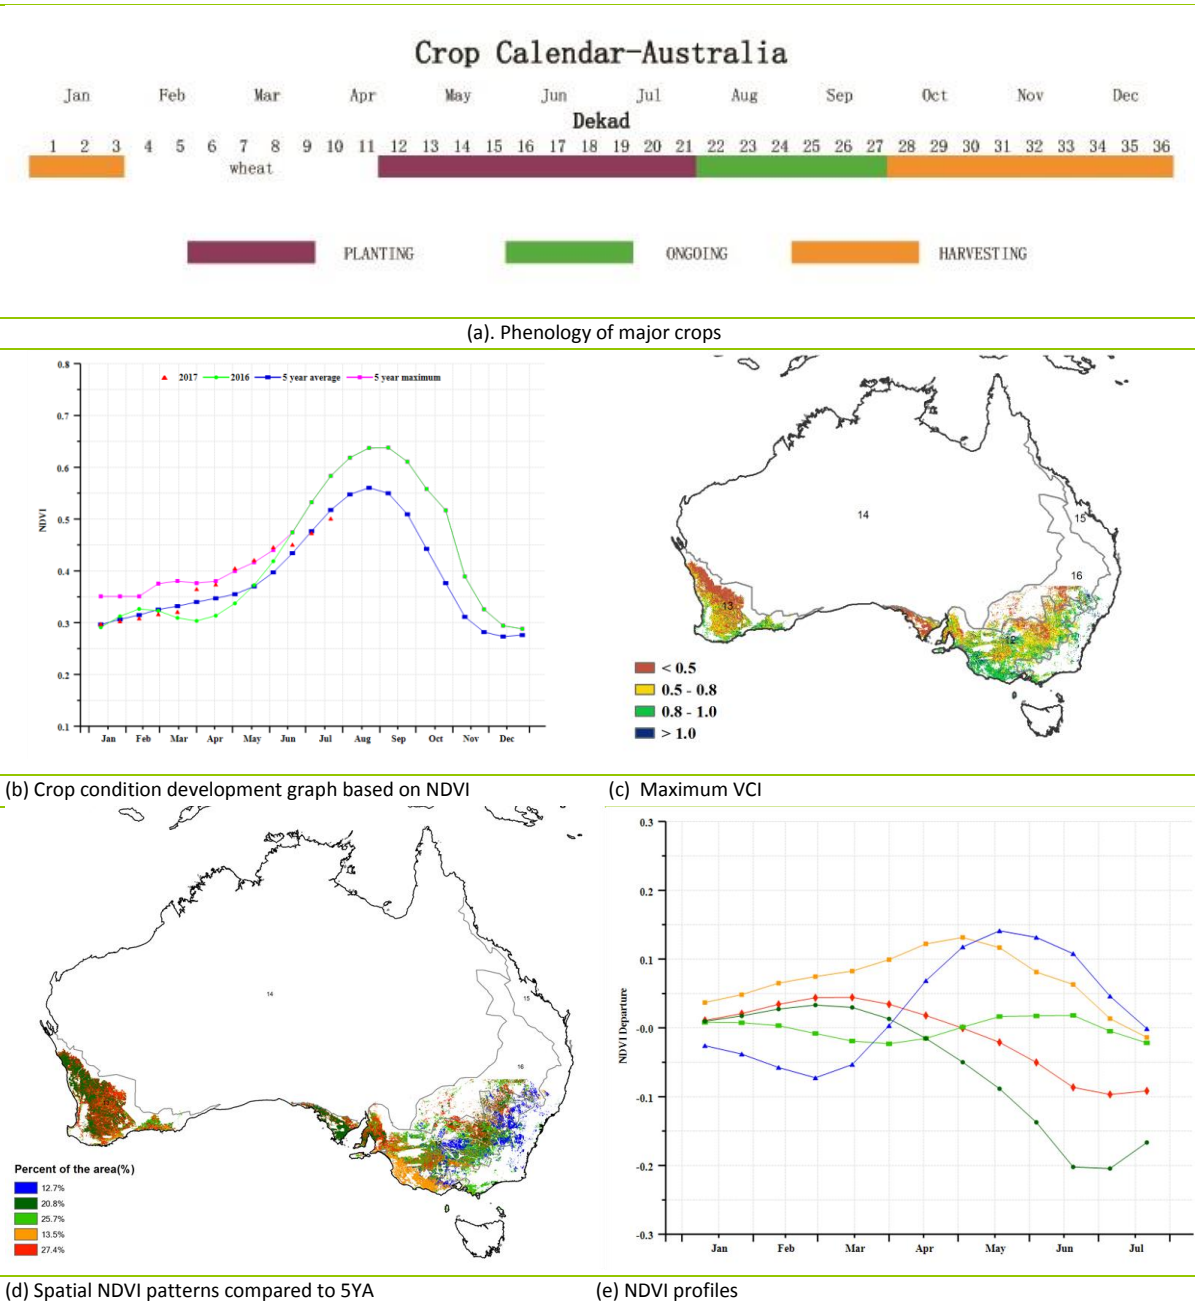 Crop Calendar-Australia
Jan Feb Mar Apr May Jun Jul Aug Sep Oct Nov Dec
Dekad
1 2 3 4 5 6 7 8 9 10 11 12 13 14 15 16 17 18 19 20 21 22 23 24 25 26 27 28 29 30 31 32 33 34 35 36
wheat
PLANTING ONGOING HARVESTING
(a). Phenology of major crops
2017 2016 5 year average 5 year maximum
0.8
0.7
0.6
0.5
0.4
0.3
0.2
0.1
NDVI
Jan Feb Mar Apr May Jun Jul Aug Sep Oct Nov Dec
14
15
16
13
12
< 0.5
0.5 - 0.8
0.8 - 1.0
> 1.0
(b) Crop condition development graph based on NDVI (c) Maximum VCI
14
15
16
Percent of the area(%)
12.7%
20.8%
25.7%
13.5%
27.4%
0.3
0.2
0.1
-0.0
-0.1
-0.2
-0.3
NDVI Departure
Jan Feb Mar Apr May Jun Jul
(d) Spatial NDVI patterns compared to 5YA (e) NDVI profiles